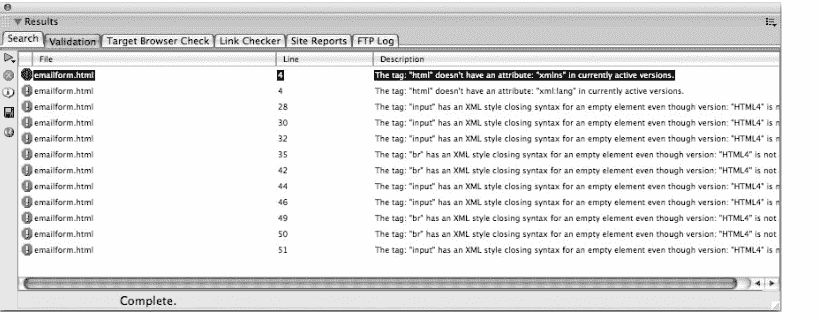 Results
Search Validation Target Browser Check Link Checker Site Reports FTP Log
File Line Description
emailform.html 4 The tag: "html" doesn't have an attribute: "xmlns" in currently active versions.
emailform.html 4 The tag: "html" doesn't have an attribute: "xml:lang" in currently active versions.
emailform.html 28 The tag: "input" has an XML style closing syntax for an empty element even though version: "HTML4" is n
emailform.html 30 The tag: "input" has an XML style closing syntax for an empty element even though version: "HTML4" is n
emailform.html 32 The tag: "input" has an XML style closing syntax for an empty element even though version: "HTML4" is n
emailform.html 35 The tag: "br" has an XML style closing syntax for an empty element even though version: "HTML4" is not
emailform.html 42 The tag: "br" has an XML style closing syntax for an empty element even though version: "HTML4" is not
emailform.html 44 The tag: "input" has an XML style closing syntax for an empty element even though version: "HTML4" is n
emailform.html 46 The tag: "input" has an XML style closing syntax for an empty element even though version: "HTML4" is n
emailform.html 49 The tag: "br" has an XML style closing syntax for an empty element even though version: "HTML4" is not
emailform.html 50 The tag: "br" has an XML style closing syntax for an empty element even though version: "HTML4" is not
emailform.html 51 The tag: "input" has an XML style closing syntax for an empty element even though version: "HTML4" is n
Complete.